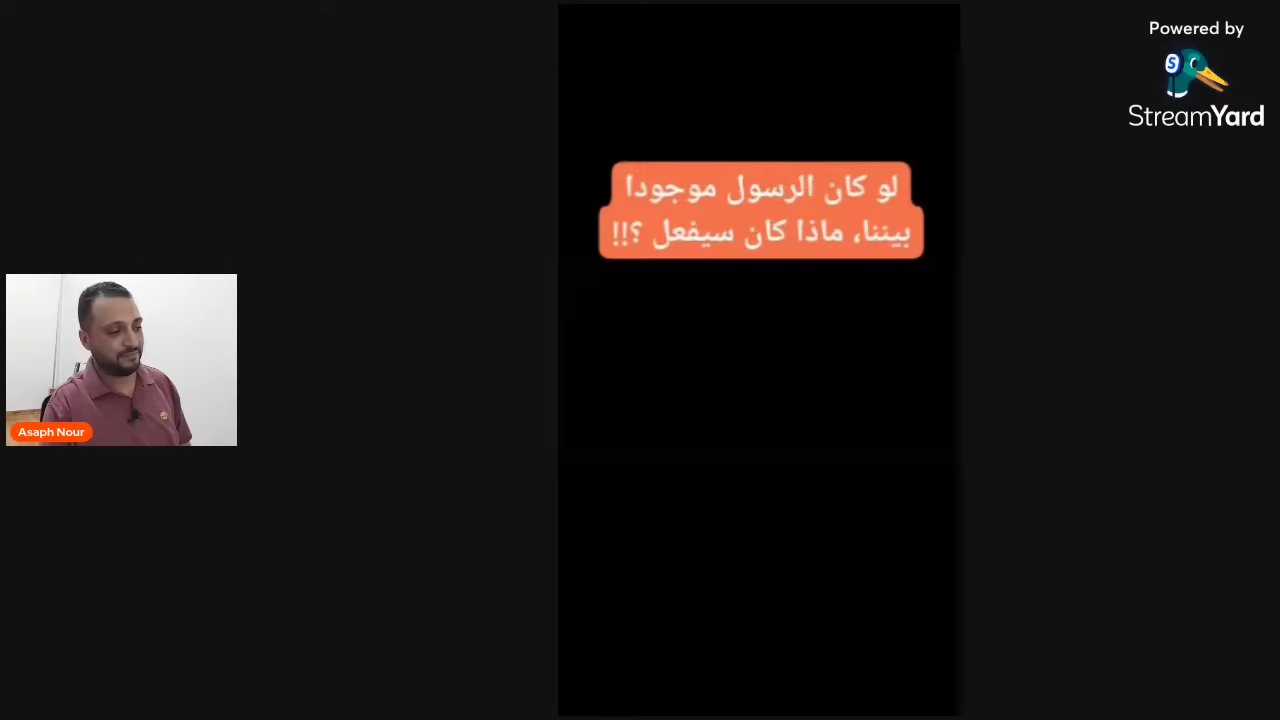 Powered by
S
StreamYard
لو كان الرسول موجودا
بيننا، ماذا كان سيفعل ؟!!
Asaph Nour